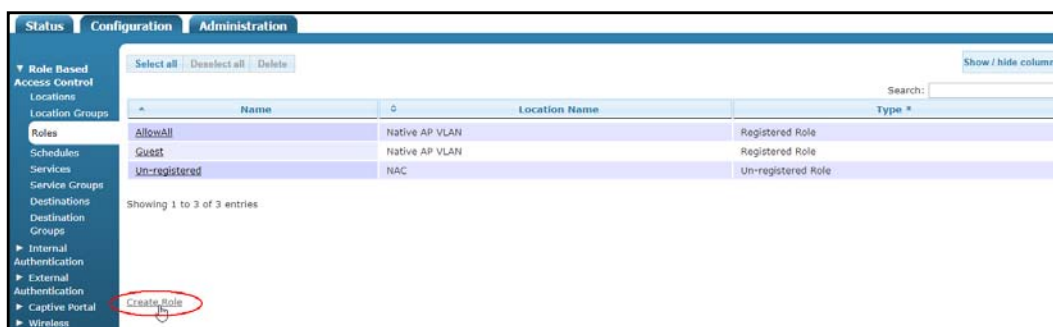 Status Configuration Administration
Role Based
Access Control
Locations
Location Groups
Roles
Schedules
Services
Service Groups
Destinations
Destination
Groups
Internal
Authentication
External
Authentication
Captive Portal
Wireless
Select all Deselect all Delete
Show / hide column
Search:
Name Location Name Type
AllowAll Native AP VLAN Registered Role
Guest Native AP VLAN Registered Role
Un-registered NAC Un-registered Role
Showing 1 to 3 of 3 entries
Create Role